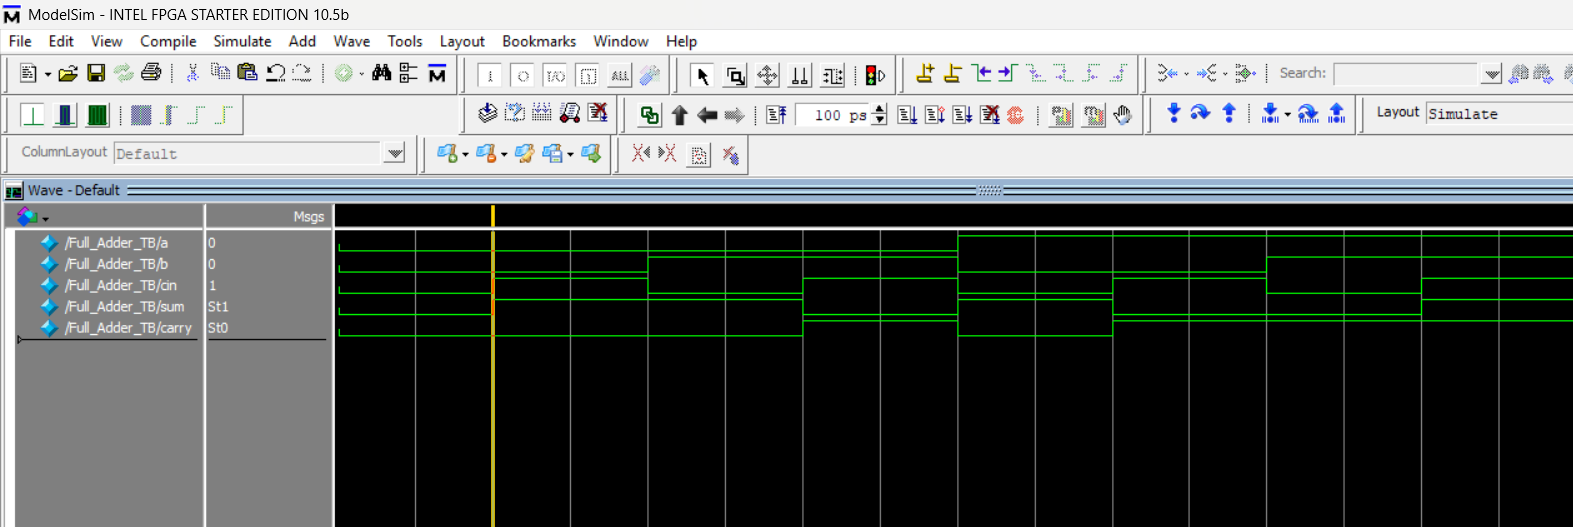 ModelSim - INTEL FPGA STARTER EDITION 10.5b
File Edit View Compile Simulate Add Wave Tools Layout Bookmarks Window Help
Search:
100 ps
Layout Simulate
ColumnLayout Default
Wave - Default
Msgs
/Full_Adder_TB/a 0
/Full_Adder_TB/b 0
/Full_Adder_TB/cin 1
/Full_Adder_TB/sum St1
/Full_Adder_TB/carry St0